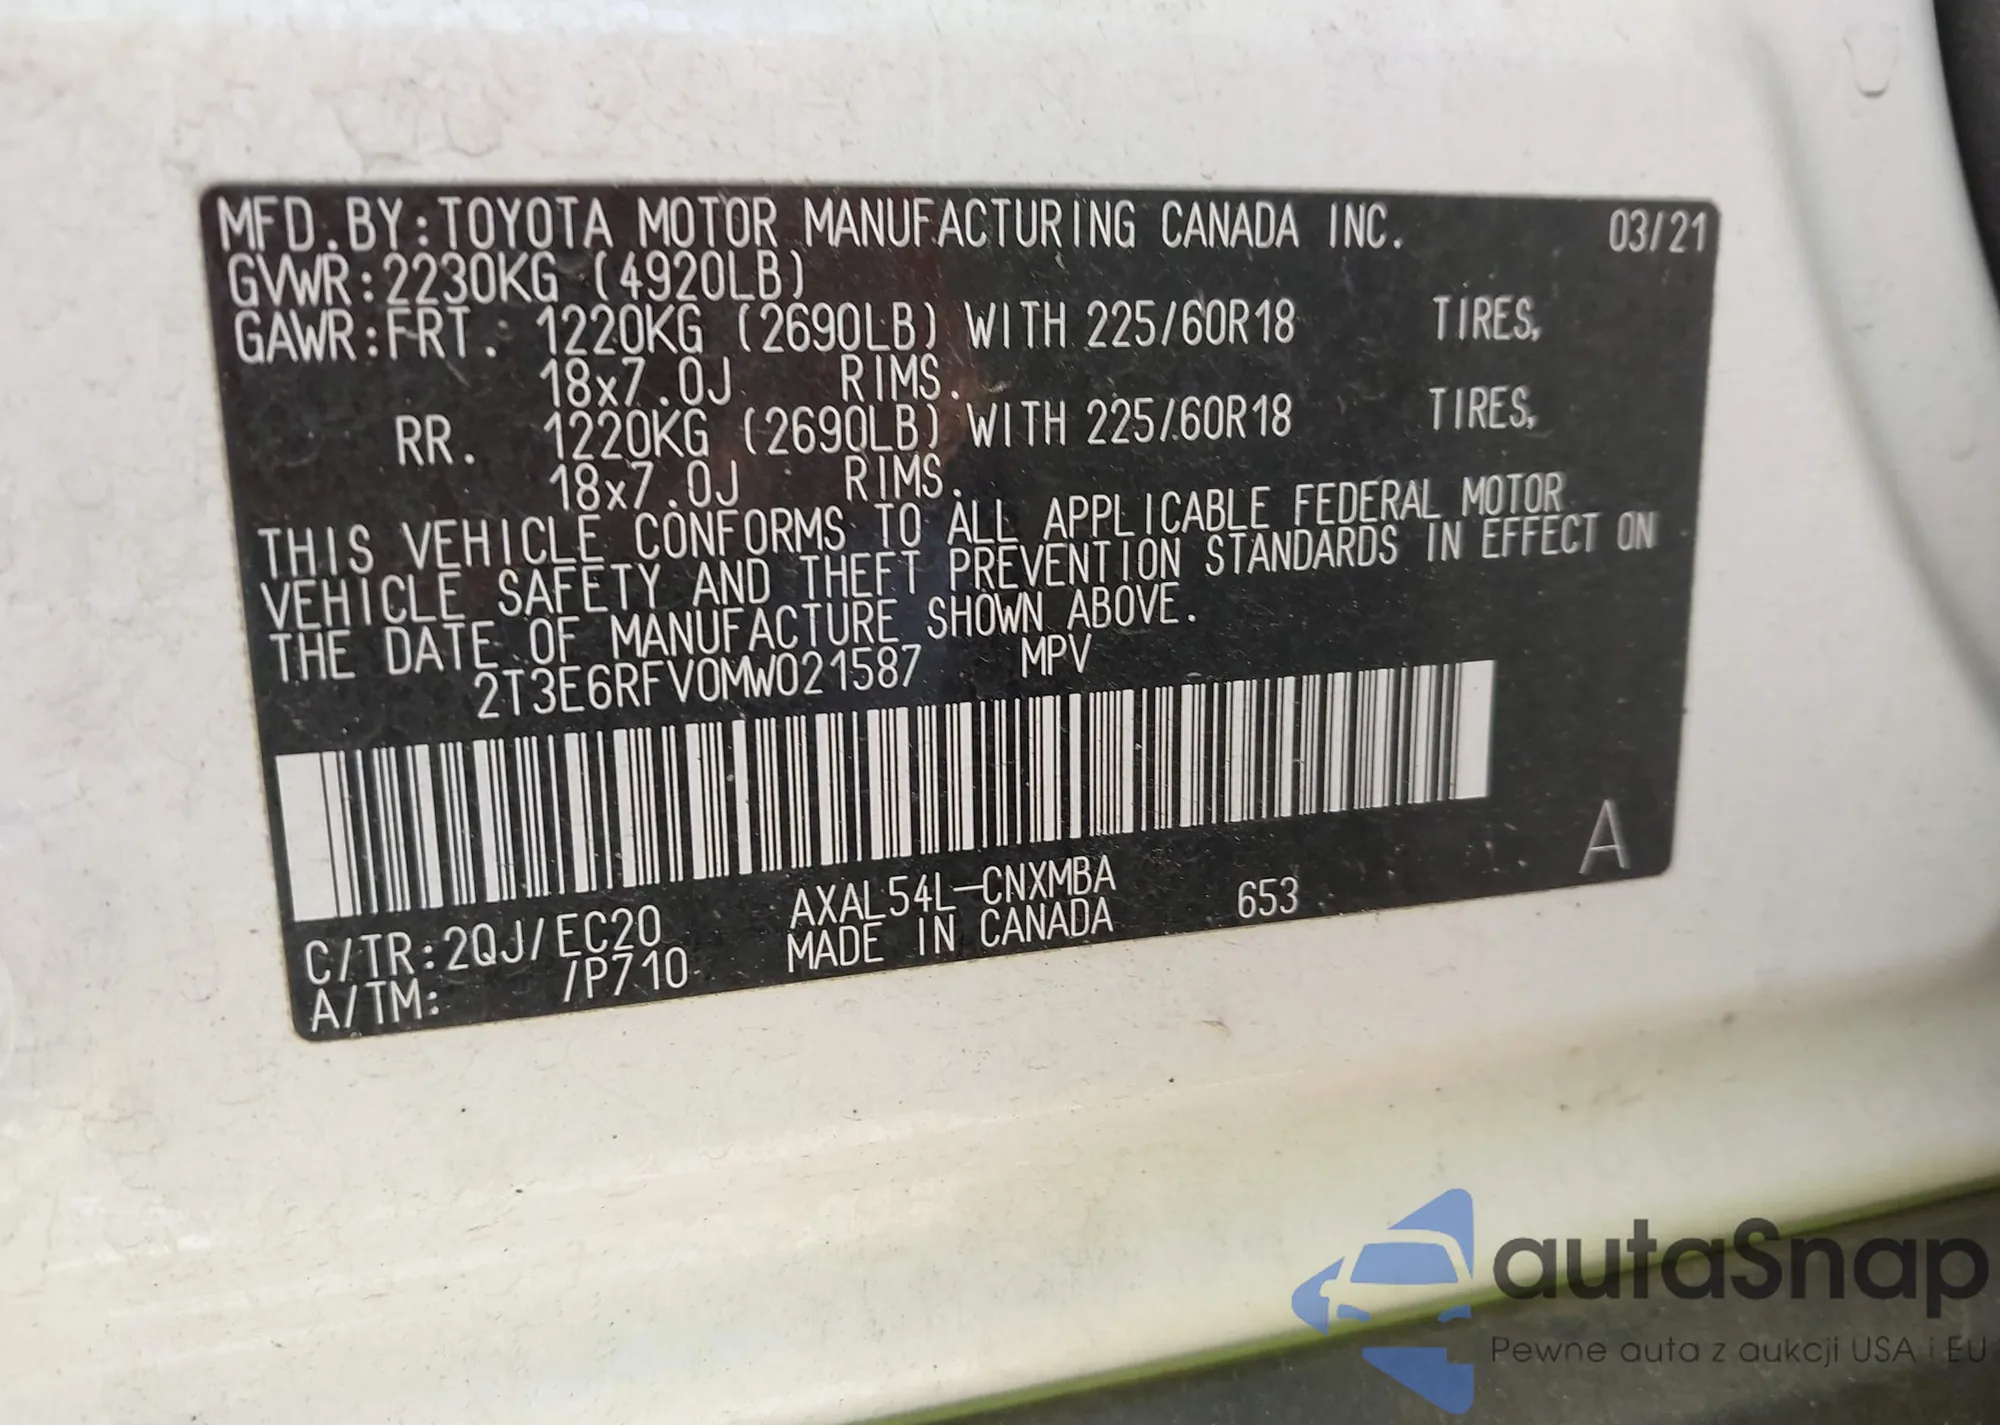 MFD.BY:TOYOTA MOTOR MANUFACTURING CANADA INC. 03/21
GVWR:2230KG (4920LB)
GAWR:FRT. 1220KG (2690LB) WITH 225/60R18 TIRES,
18x7.0J RIMS.
RR. 1220KG (2690LB) WITH 225/60R18 TIRES,
18x7.0J RIMS.
THIS VEHICLE CONFORMS TO ALL APPLICABLE FEDERAL MOTOR
VEHICLE SAFETY AND THEFT PREVENTION STANDARDS IN EFFECT ON
THE DATE OF MANUFACTURE SHOWN ABOVE.
2T3E6RFV0MW021587 MPV
A
C/TR:2QJ/EC20 AXAL54L-CNXMBA 653
A/TM: /P710 MADE IN CANADA
autaSnap
Pewne auta z aukcji USA i EU